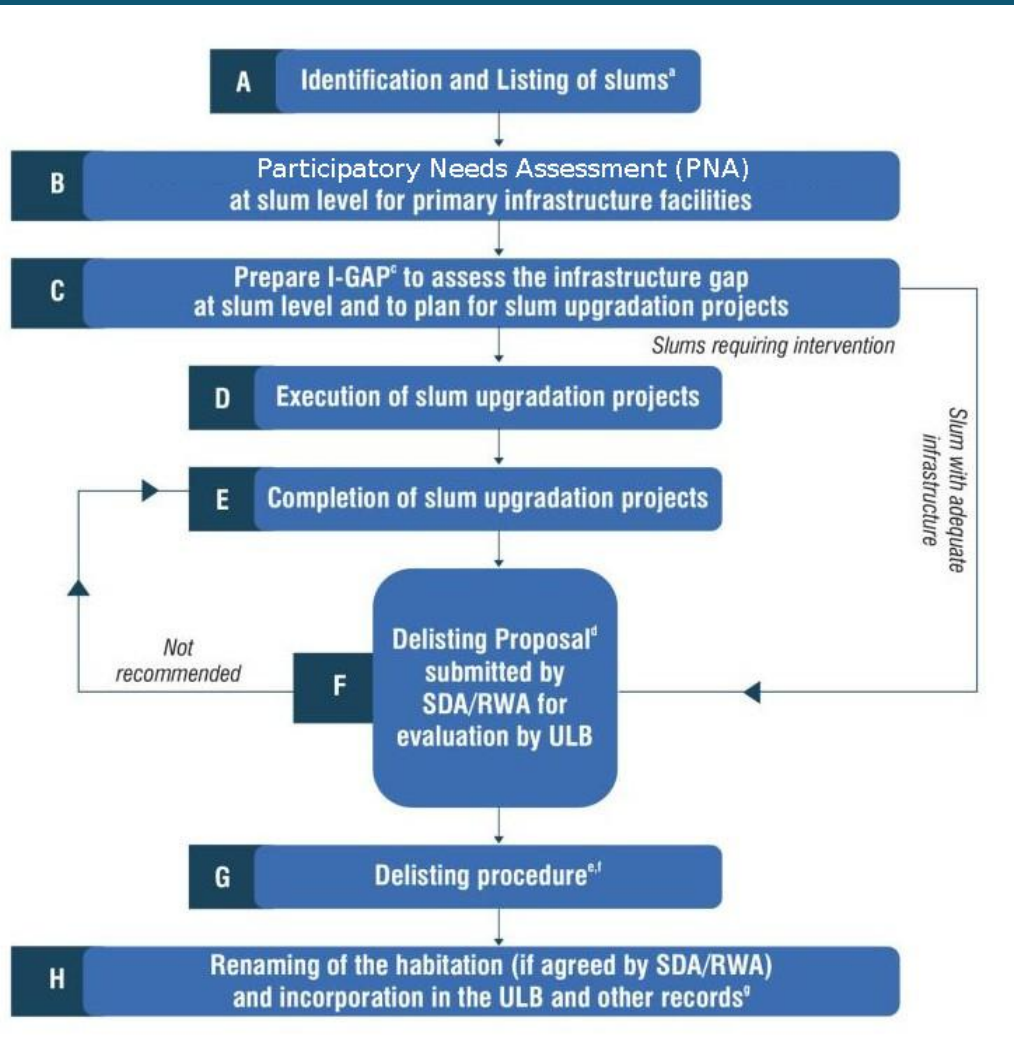 A
Identification and Listing of slumsᵃ
B
Participatory Needs Assessment (PNA)
at slum level for primary infrastructure facilities
C
Prepare I-GAPᶜ to assess the infrastructure gap
at slum level and to plan for slum upgradation projects
Slums requiring intervention
D
Execution of slum upgradation projects
Slum with adequate
infrastructure
E
Completion of slum upgradation projects
Not
recommended
F
Delisting Proposalᵈ
submitted by
SDA/RWA for
evaluation by ULB
G
Delisting procedureᵉ,ᶠ
H
Renaming of the habitation (if agreed by SDA/RWA)
and incorporation in the ULB and other recordsᵍ